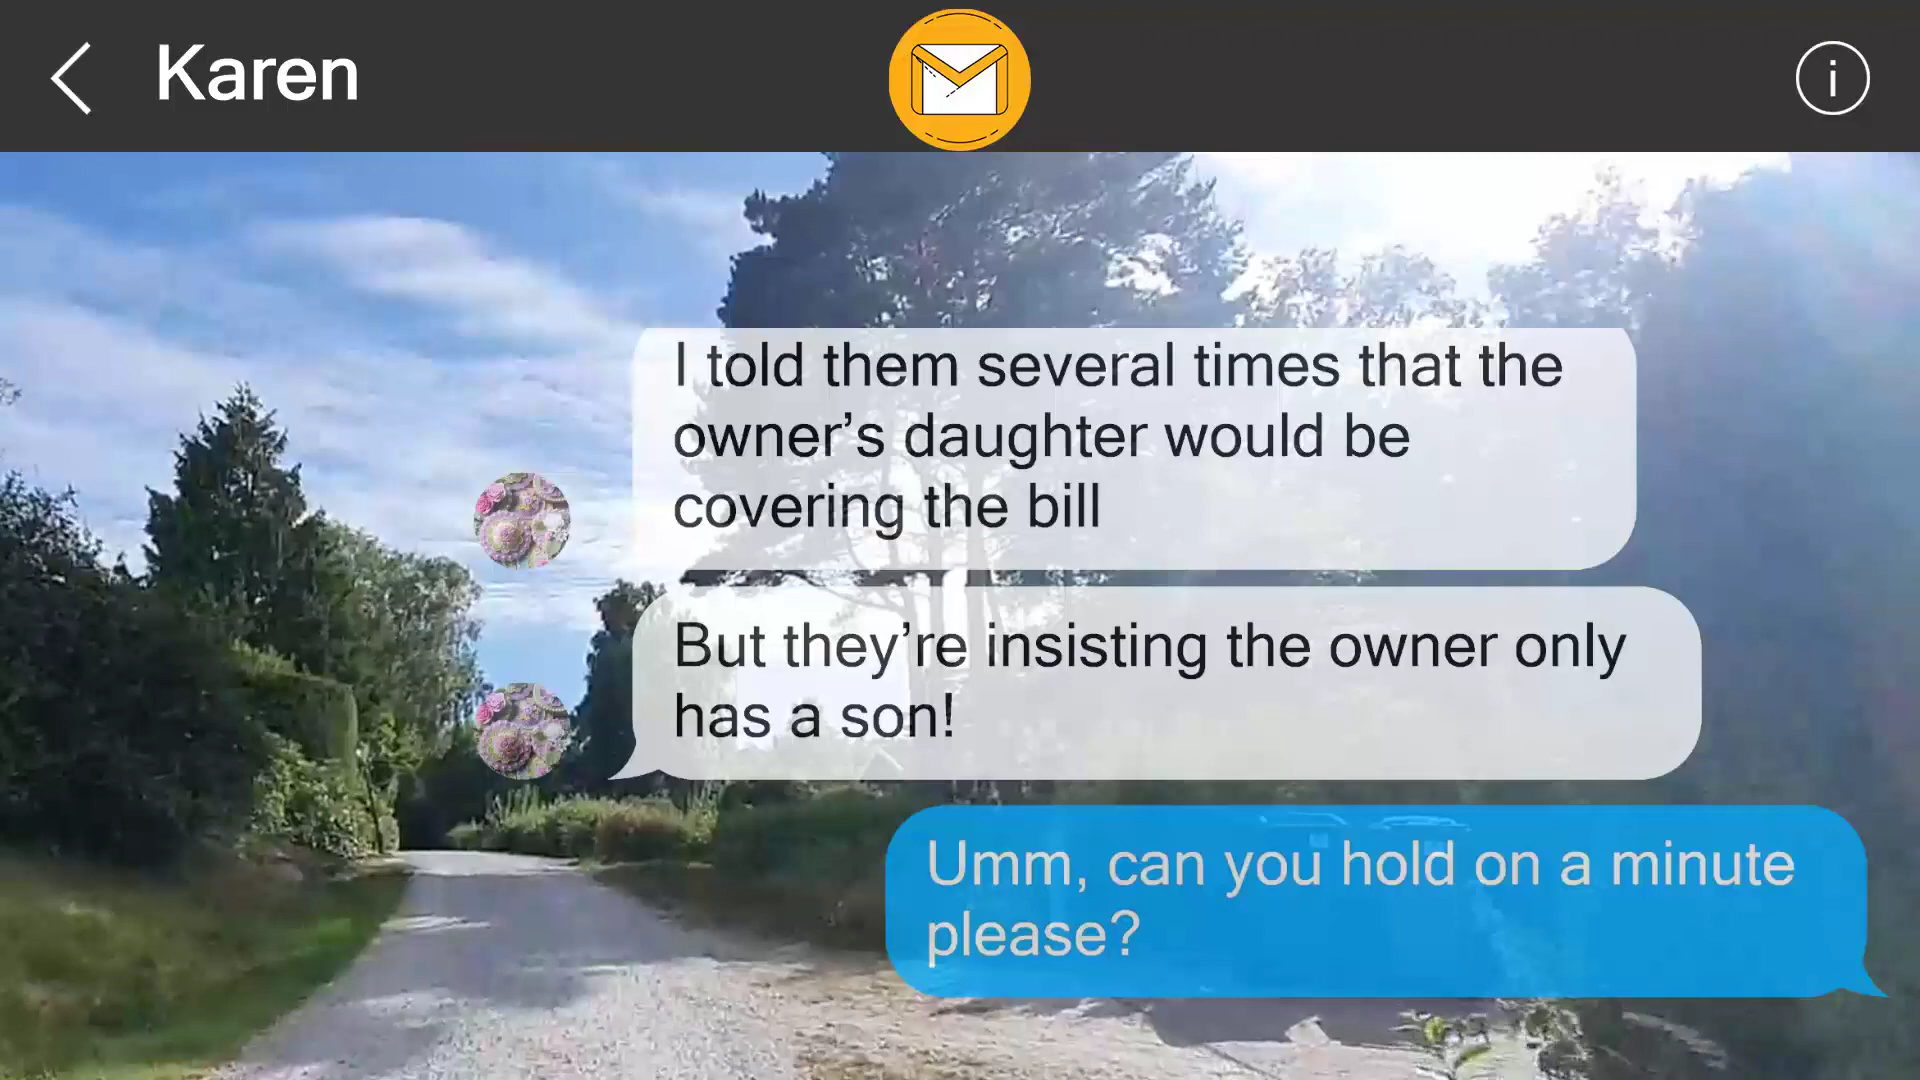 Karen
i
I told them several times that the
owner’s daughter would be
covering the bill
But they’re insisting the owner only
has a son!
Umm, can you hold on a minute
please?